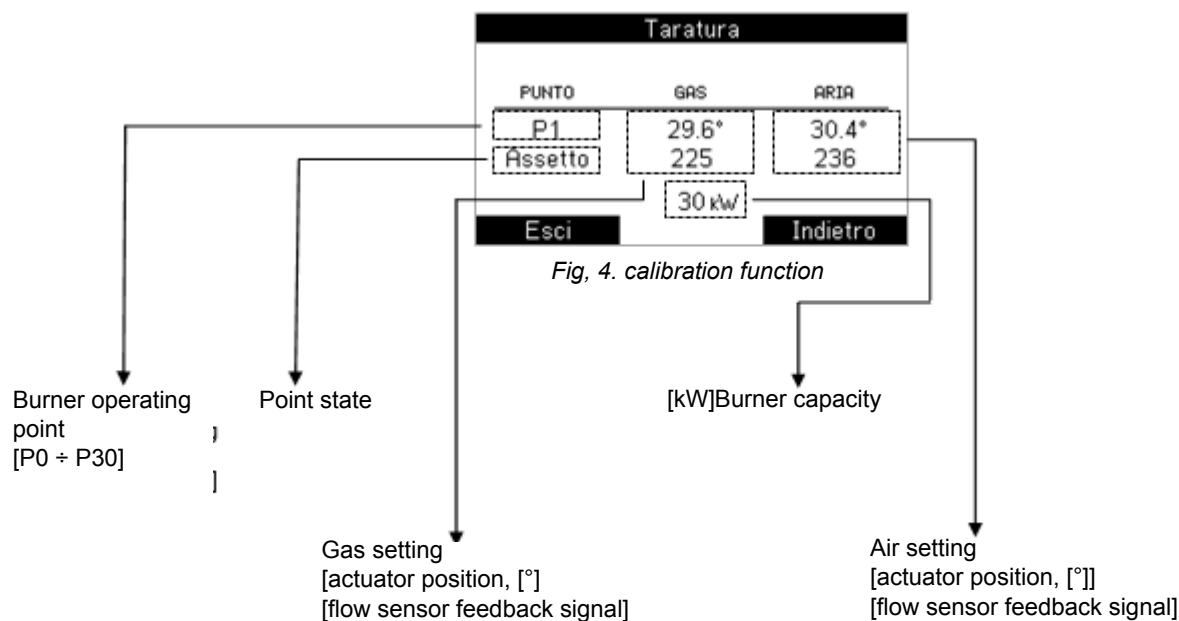 Taratura
PUNTO GAS ARIA
P1 29.6° 30.4°
Assetto 225 236
30 kW
Esci Indietro
Fig, 4. calibration function
Burner operating
point
[P0 ÷ P30]
Point state
[kW]Burner capacity
Gas setting
[actuator position, [°]
[flow sensor feedback signal]
Air setting
[actuator position, [°]]
[flow sensor feedback signal]